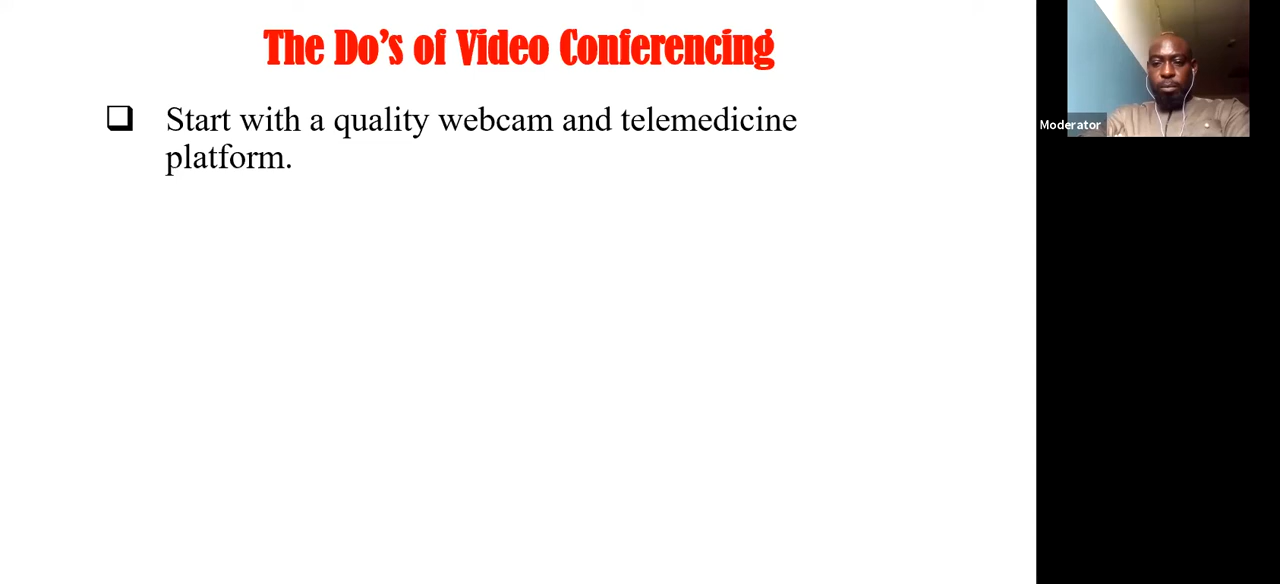 The Do’s of Video Conferencing
❑ Start with a quality webcam and telemedicine
platform.
Moderator